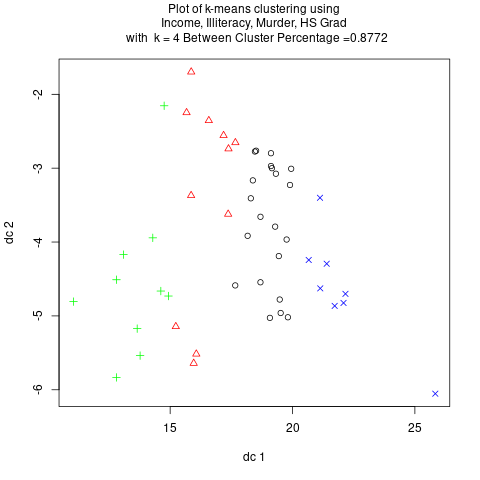 Plot of k-means clustering using
Income, Illiteracy, Murder, HS Grad
with k = 4 Between Cluster Percentage =0.8772
-2
-3
-4
-5
-6
dc 2
15 20 25
dc 1